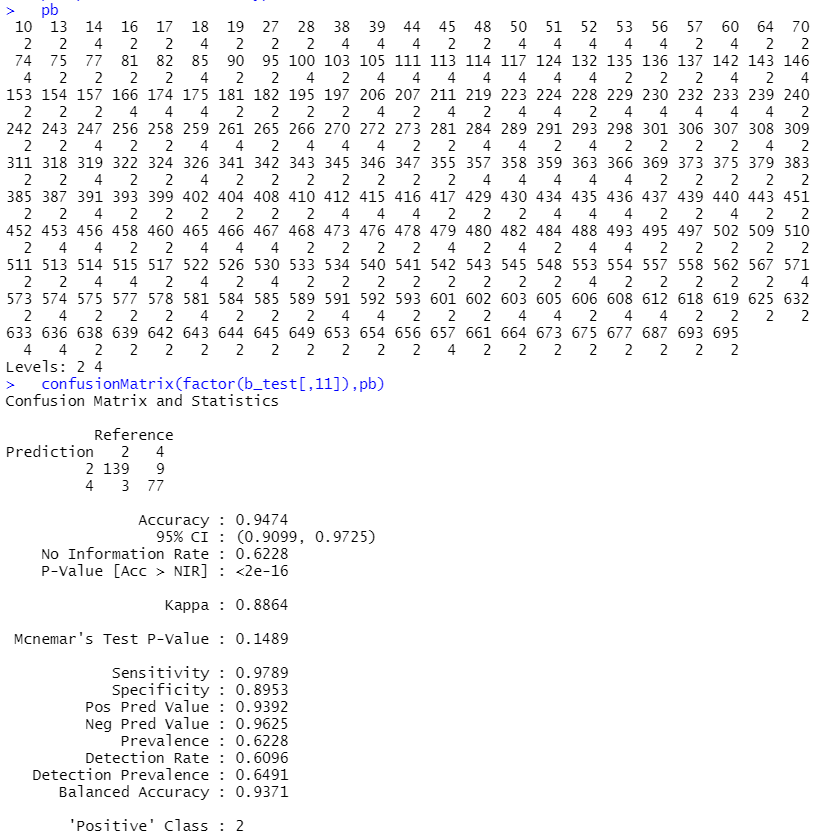 > pb
10 13 14 16 17 18 19 27 28 38 39 44 45 48 50 51 52 53 56 57 60 64 70
2 2 4 2 2 4 2 2 2 4 4 4 2 2 4 4 4 4 4 2 4 2 2
74 75 77 81 82 85 90 95 100 103 105 111 113 114 117 124 132 135 136 137 142 143 146
4 2 2 2 2 4 2 2 4 2 4 4 4 4 4 4 4 2 2 2 4 2 4
153 154 157 166 174 175 181 182 195 197 206 207 211 219 223 224 228 229 230 232 233 239 240
2 2 2 4 4 4 2 2 2 2 4 4 2 4 2 4 2 4 4 4 4 4 2
242 243 247 256 258 259 261 265 266 270 272 273 281 284 289 291 293 298 301 306 307 308 309
2 2 2 2 2 4 2 4 4 4 4 2 2 2 4 2 4 2 2 2 2 4 2 2
311 318 319 322 324 326 341 342 343 345 346 347 355 357 358 359 363 366 369 373 375 379 383
2 2 4 2 2 4 2 2 2 2 2 2 2 4 4 4 4 4 2 2 2 2 2
385 387 391 393 399 402 404 408 410 412 415 416 417 429 430 434 435 436 437 439 440 443 451
2 2 4 2 2 2 2 2 2 4 4 4 2 2 2 4 4 4 2 2 4 2 2
452 453 456 458 460 465 466 467 468 473 476 478 479 480 482 484 488 493 495 497 502 509 510
2 4 4 2 2 4 4 4 2 2 2 2 4 2 4 2 4 4 2 2 2 2 2
511 513 514 515 517 522 526 530 533 534 540 541 542 543 545 548 553 554 557 558 562 567 571
2 2 4 4 2 4 2 4 2 2 2 2 2 2 2 2 2 2 2 2 2 2 4
573 574 575 577 578 581 584 585 589 591 592 593 601 602 603 605 606 608 612 618 619 625 632
2 4 2 2 2 2 2 2 2 4 4 2 2 2 2 4 2 4 4 2 2 2 2
633 636 638 639 642 643 644 645 649 653 654 656 657 661 664 673 675 677 687 693 695
4 4 2 2 2 2 2 2 2 2 2 2 4 2 2 2 2 2 2 2 2
Levels: 2 4
> confusionMatrix(factor(b_test[,11]),pb)
Confusion Matrix and Statistics
Reference
Prediction 2 4
2 139 9
4 3 77
Accuracy : 0.9474
95% CI : (0.9099, 0.9725)
No Information Rate : 0.6228
P-Value [Acc > NIR] : <2e-16
Kappa : 0.8864
Mcnemar's Test P-Value : 0.1489
Sensitivity : 0.9789
Specificity : 0.8953
Pos Pred Value : 0.9392
Neg Pred Value : 0.9625
Prevalence : 0.6228
Detection Rate : 0.6096
Detection Prevalence : 0.6491
Balanced Accuracy : 0.9371
'Positive' Class : 2